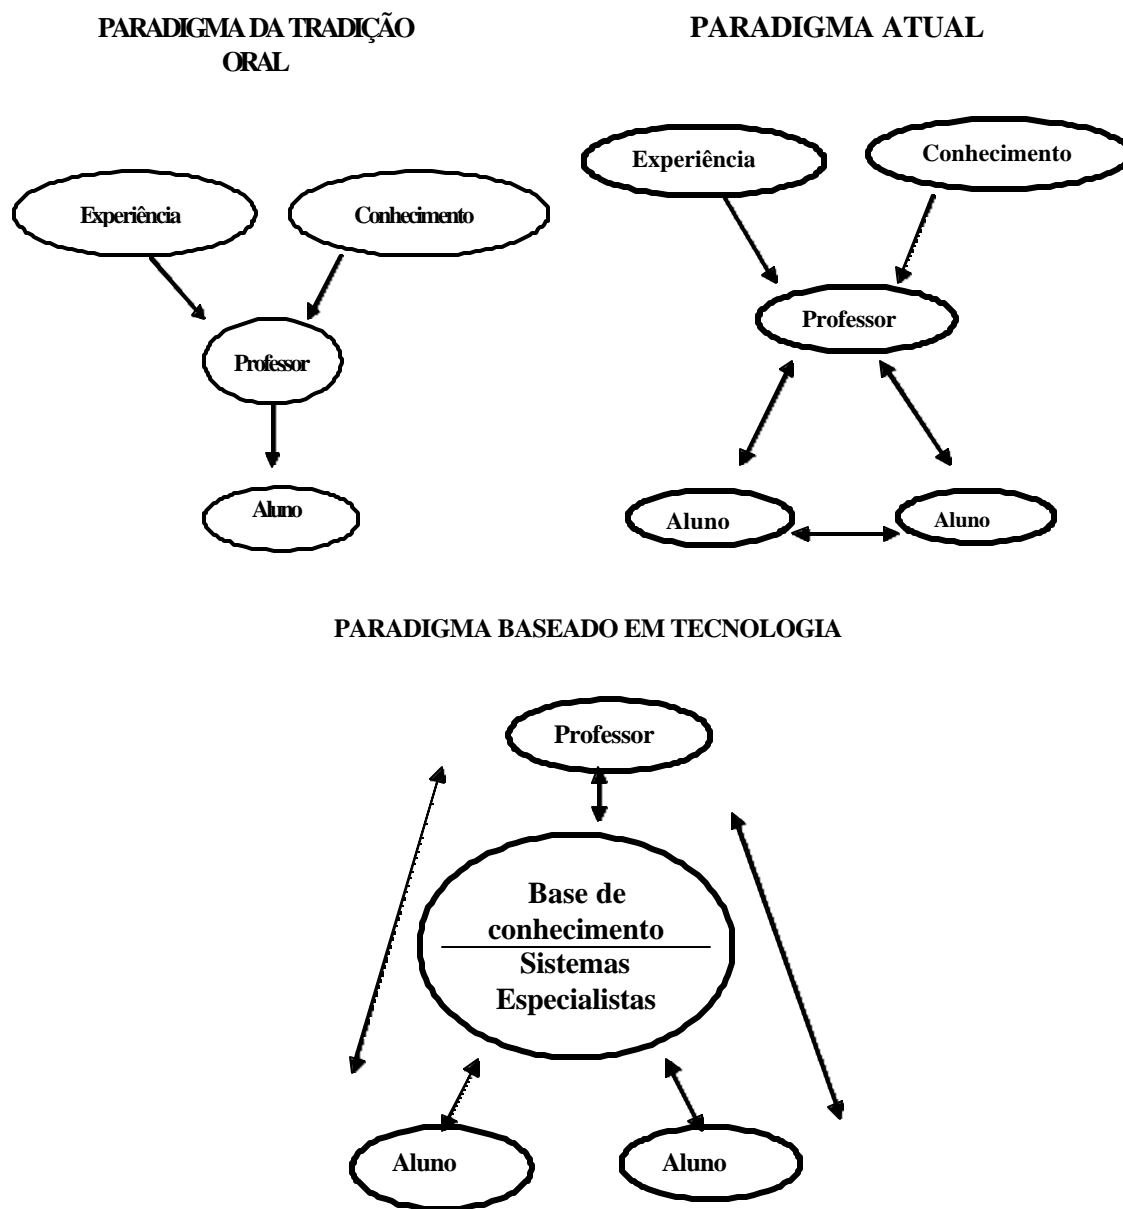 PARADIGMA DA TRADIÇÃO
ORAL
Experiência
Conhecimento
Professor
Aluno
PARADIGMA ATUAL
Experiência
Conhecimento
Professor
Aluno
Aluno
PARADIGMA BASEADO EM TECNOLOGIA
Professor
Base de
conhecimento
Sistemas
Especialistas
Aluno
Aluno